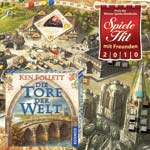 Spiele
Hit
mit Freunden
2010
KEN FOLLETT
DIE
TORE
DER
WELT